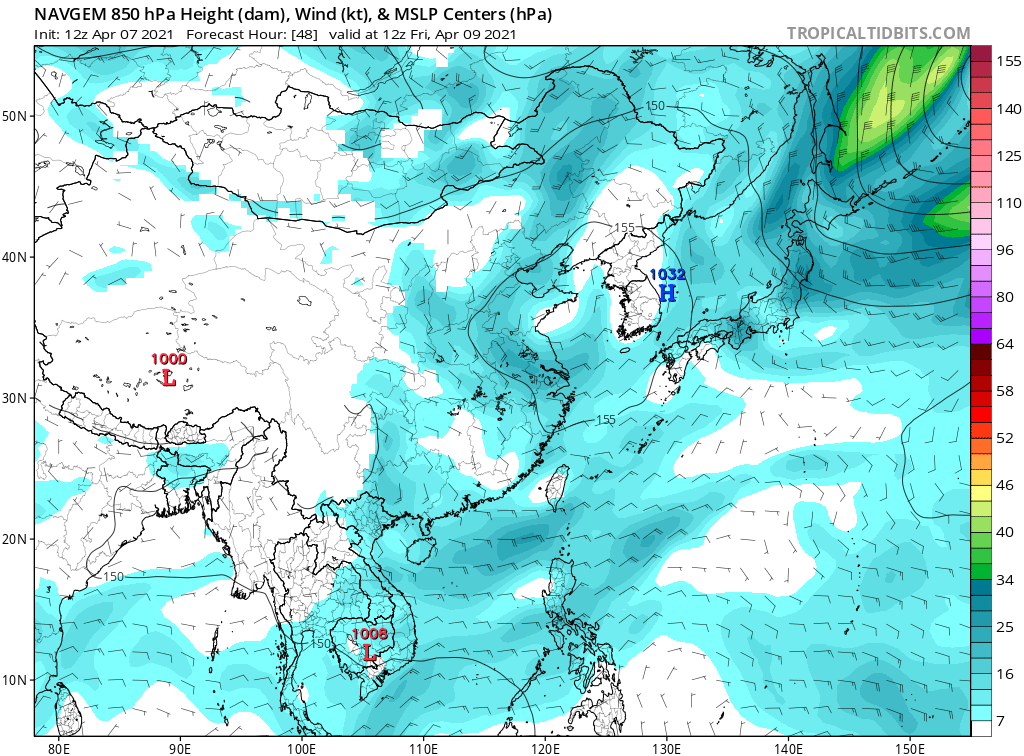 NAVGEM 850 hPa Height (dam), Wind (kt), & MSLP Centers (hPa)
Init: 12z Apr 07 2021 Forecast Hour: [48] valid at 12z Fri, Apr 09 2021
TROPICALTIDBITS.COM
155
140
125
110
96
80
64
58
52
46
40
34
25
16
7
50N
40N
30N
20N
10N
80E
90E
100E
110E
120E
130E
140E
150E
150
155
1032
H
1000
L
155
150
1008
L
150